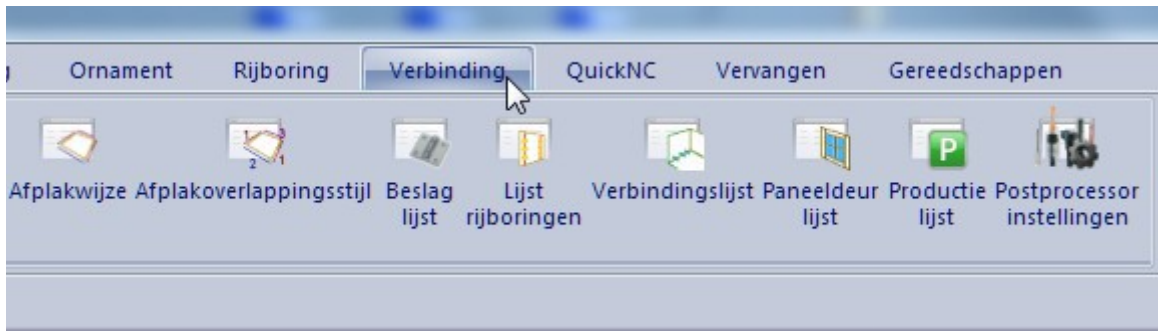 Ornament Rijboring Verbinding QuickNC Vervangen Gereedschappen
Afplakwijze Afplakoverlappingsstijl Beslag lijst Lijst rijboringen Verbindingslijst Paneeldeur lijst Productie lijst Postprocessor instellingen